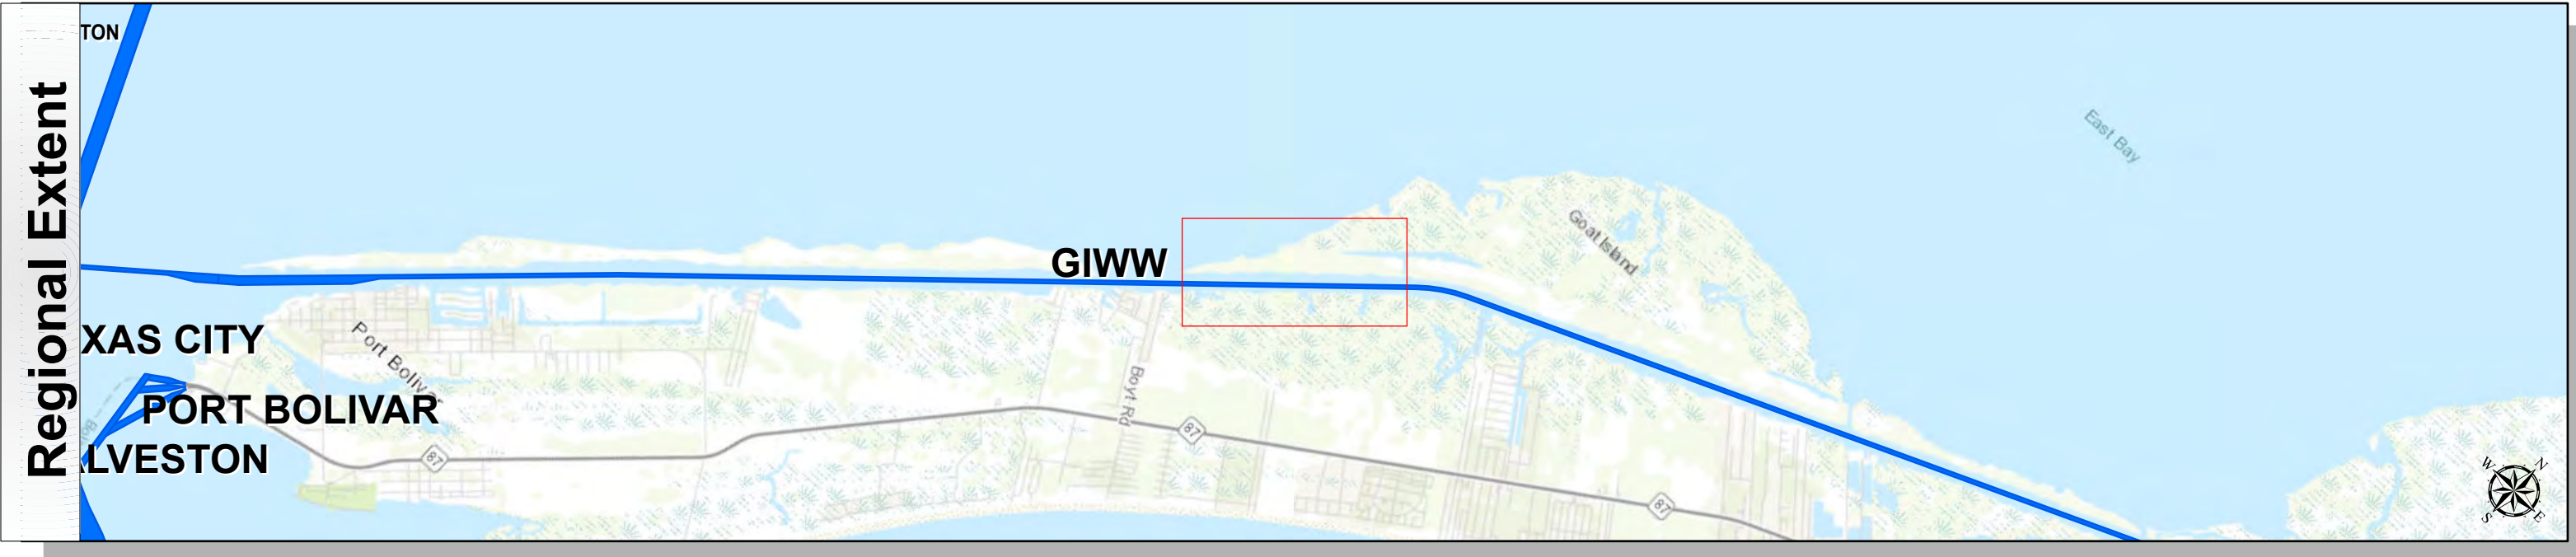 Regional Extent
TON
East Bay
Goat Island
GIWW
XAS CITY
Port Boliv
PORT BOLIVAR
Boyt Rd
87
87
87
LVESTON
W
N
S
E